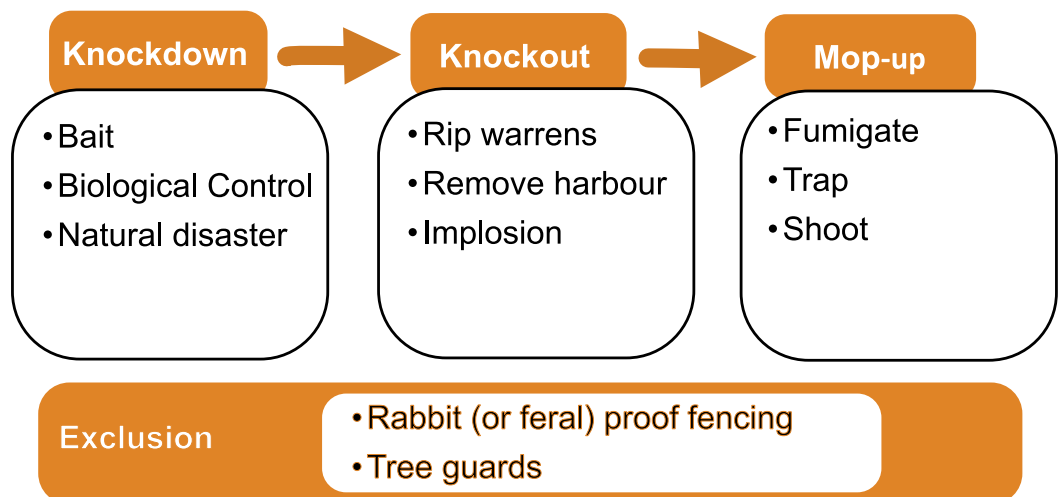 Knockdown
Knockout
Mop-up
•Bait
•Biological Control
•Natural disaster
•Rip warrens
•Remove harbour
•Implosion
•Fumigate
•Trap
•Shoot
Exclusion
•Rabbit (or feral) proof fencing
•Tree guards